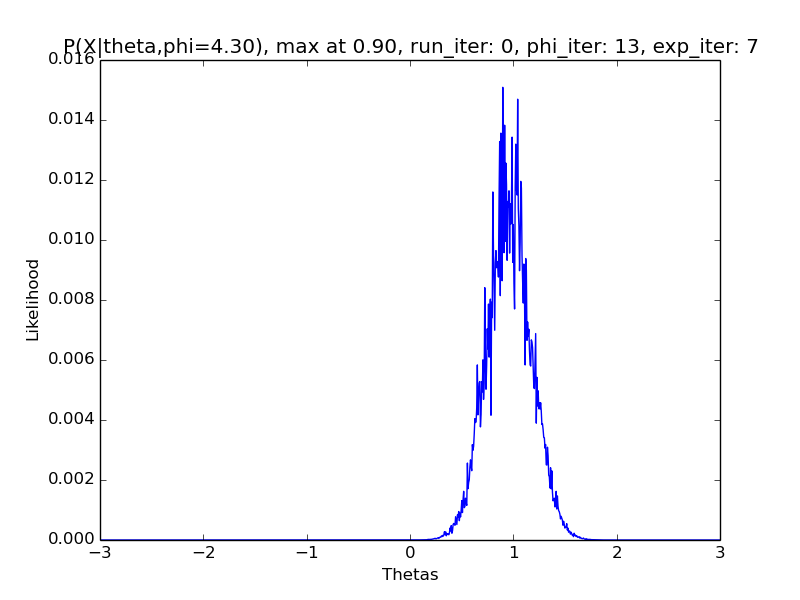 P(X|theta,phi=4.30), max at 0.90, run_iter: 0, phi_iter: 13, exp_iter: 7
0.016
0.014
0.012
0.010
0.008
0.006
0.004
0.002
0.000
Likelihood
−3 −2 −1 0 1 2 3
Thetas